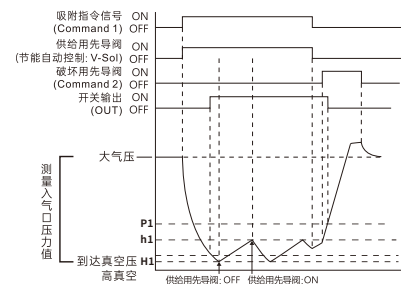 吸附指令信号 ON
(Command 1) OFF
供给用先导阀 ON
(节能自动控制: V-Sol) OFF
破坏用先导阀 ON
(Command 2) OFF
开关输出 ON
(OUT) OFF
大气压
测量入气口压力值
P1
h1
到达真空压 H1
高真空
供给用先导阀: OFF 供给用先导阀:ON